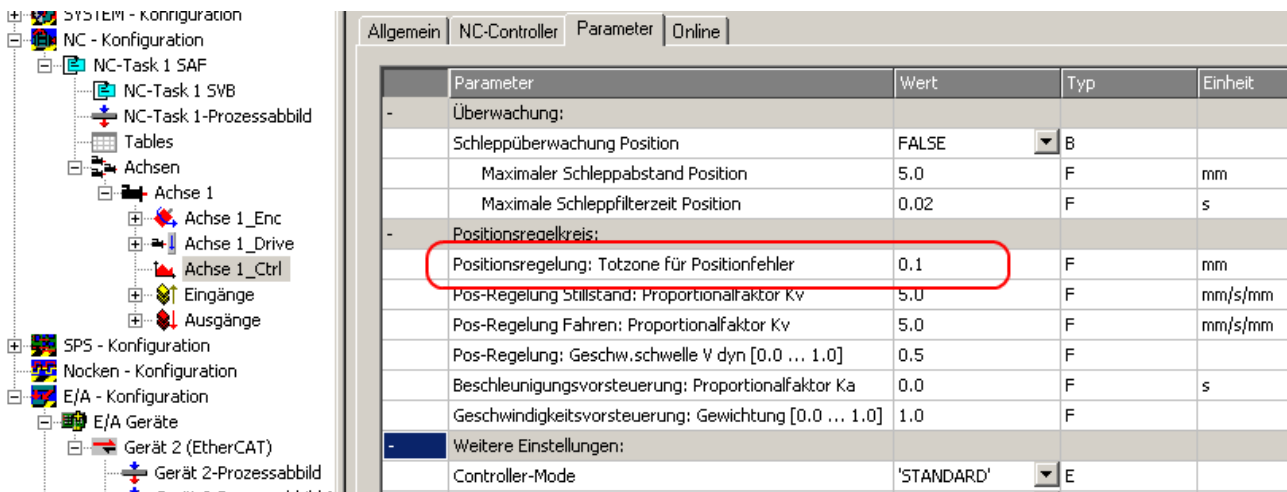 SYSTEM - Konfiguration
NC - Konfiguration
NC-Task 1 SAF
NC-Task 1 SVB
NC-Task 1-Prozessabbild
Tables
Achsen
Achse 1
Achse 1_Enc
Achse 1_Drive
Achse 1_Ctrl
Eingänge
Ausgänge
SPS - Konfiguration
Nocken - Konfiguration
E/A - Konfiguration
E/A Geräte
Gerät 2 (EtherCAT)
Gerät 2-Prozessabbild
Allgemein NC-Controller Parameter Online
Parameter Wert Typ Einheit
- Überwachung:
Schleppüberwachung Position FALSE B
Maximaler Schleppabstand Position 5.0 F mm
Maximale Schleppfilterzeit Position 0.02 F s
- Positionsregelkreis:
Positionsregelung: Totzone für Positionfehler 0.1 F mm
Pos-Regelung Stillstand: Proportionalfaktor Kv 5.0 F mm/s/mm
Pos-Regelung Fahren: Proportionalfaktor Kv 5.0 F mm/s/mm
Pos-Regelung: Geschw.schwelle V dyn [0.0 ... 1.0] 0.5 F
Beschleunigungsvorsteuerung: Proportionalfaktor Ka 0.0 F s
Geschwindigkeitsvorsteuerung: Gewichtung [0.0 ... 1.0] 1.0 F
- Weitere Einstellungen:
Controller-Mode 'STANDARD' E